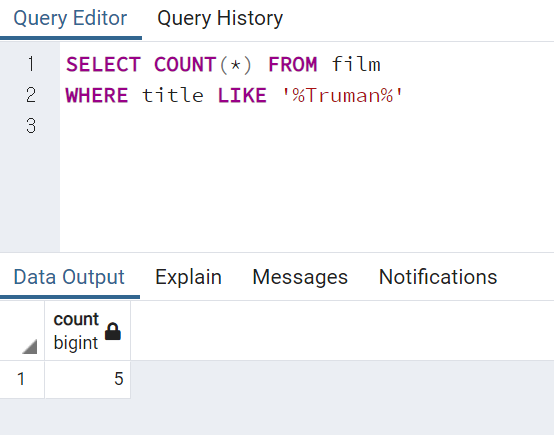 Query Editor Query History
1 SELECT COUNT(*) FROM film
2 WHERE title LIKE '%Truman%'
3
Data Output Explain Messages Notifications
count
bigint
1 5